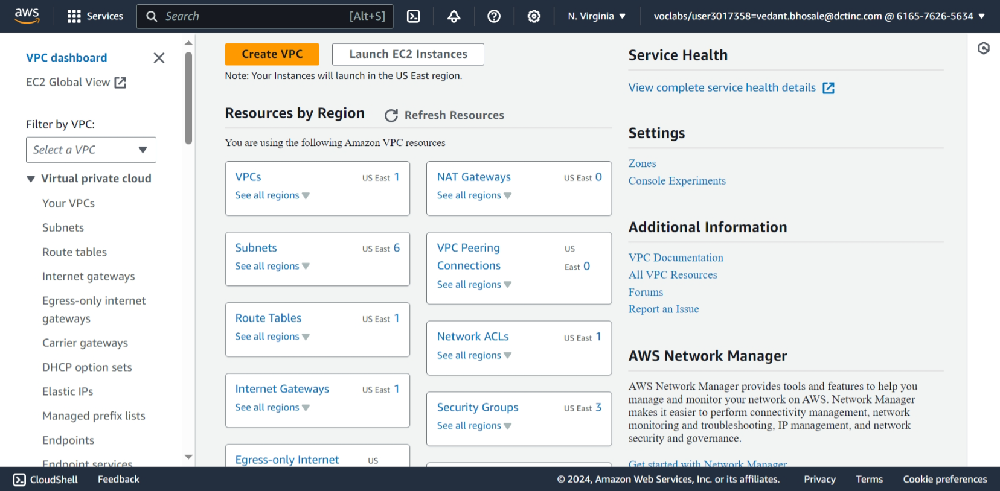 aws
Services
Search [Alt+S]
N. Virginia
voclabs/user3017358=vedant.bhosale@dctinc.com @ 6165-7626-5634
VPC dashboard
EC2 Global View
Filter by VPC:
Select a VPC
Virtual private cloud
Your VPCs
Subnets
Route tables
Internet gateways
Egress-only internet
gateways
Carrier gateways
DHCP option sets
Elastic IPs
Managed prefix lists
Endpoints
Endpoint services
Create VPC
Launch EC2 Instances
Note: Your Instances will launch in the US East region.
Resources by Region
Refresh Resources
You are using the following Amazon VPC resources
VPCs US East 1
See all regions
NAT Gateways US East 0
See all regions
Subnets US East 6
See all regions
VPC Peering US
Connections East 0
See all regions
Route Tables US East 1
See all regions
Network ACLs US East 1
See all regions
Internet Gateways US East 1
See all regions
Security Groups US East 3
See all regions
Egress-only Internet US
Service Health
View complete service health details
Settings
Zones
Console Experiments
Additional Information
VPC Documentation
All VPC Resources
Forums
Report an Issue
AWS Network Manager
AWS Network Manager provides tools and features to help you
manage and monitor your network on AWS. Network Manager
makes it easier to perform connectivity management, network
monitoring and troubleshooting, IP management, and network
security and governance.
Get started with Network Manager
CloudShell
Feedback
© 2024, Amazon Web Services, Inc. or its affiliates.
Privacy
Terms
Cookie preferences